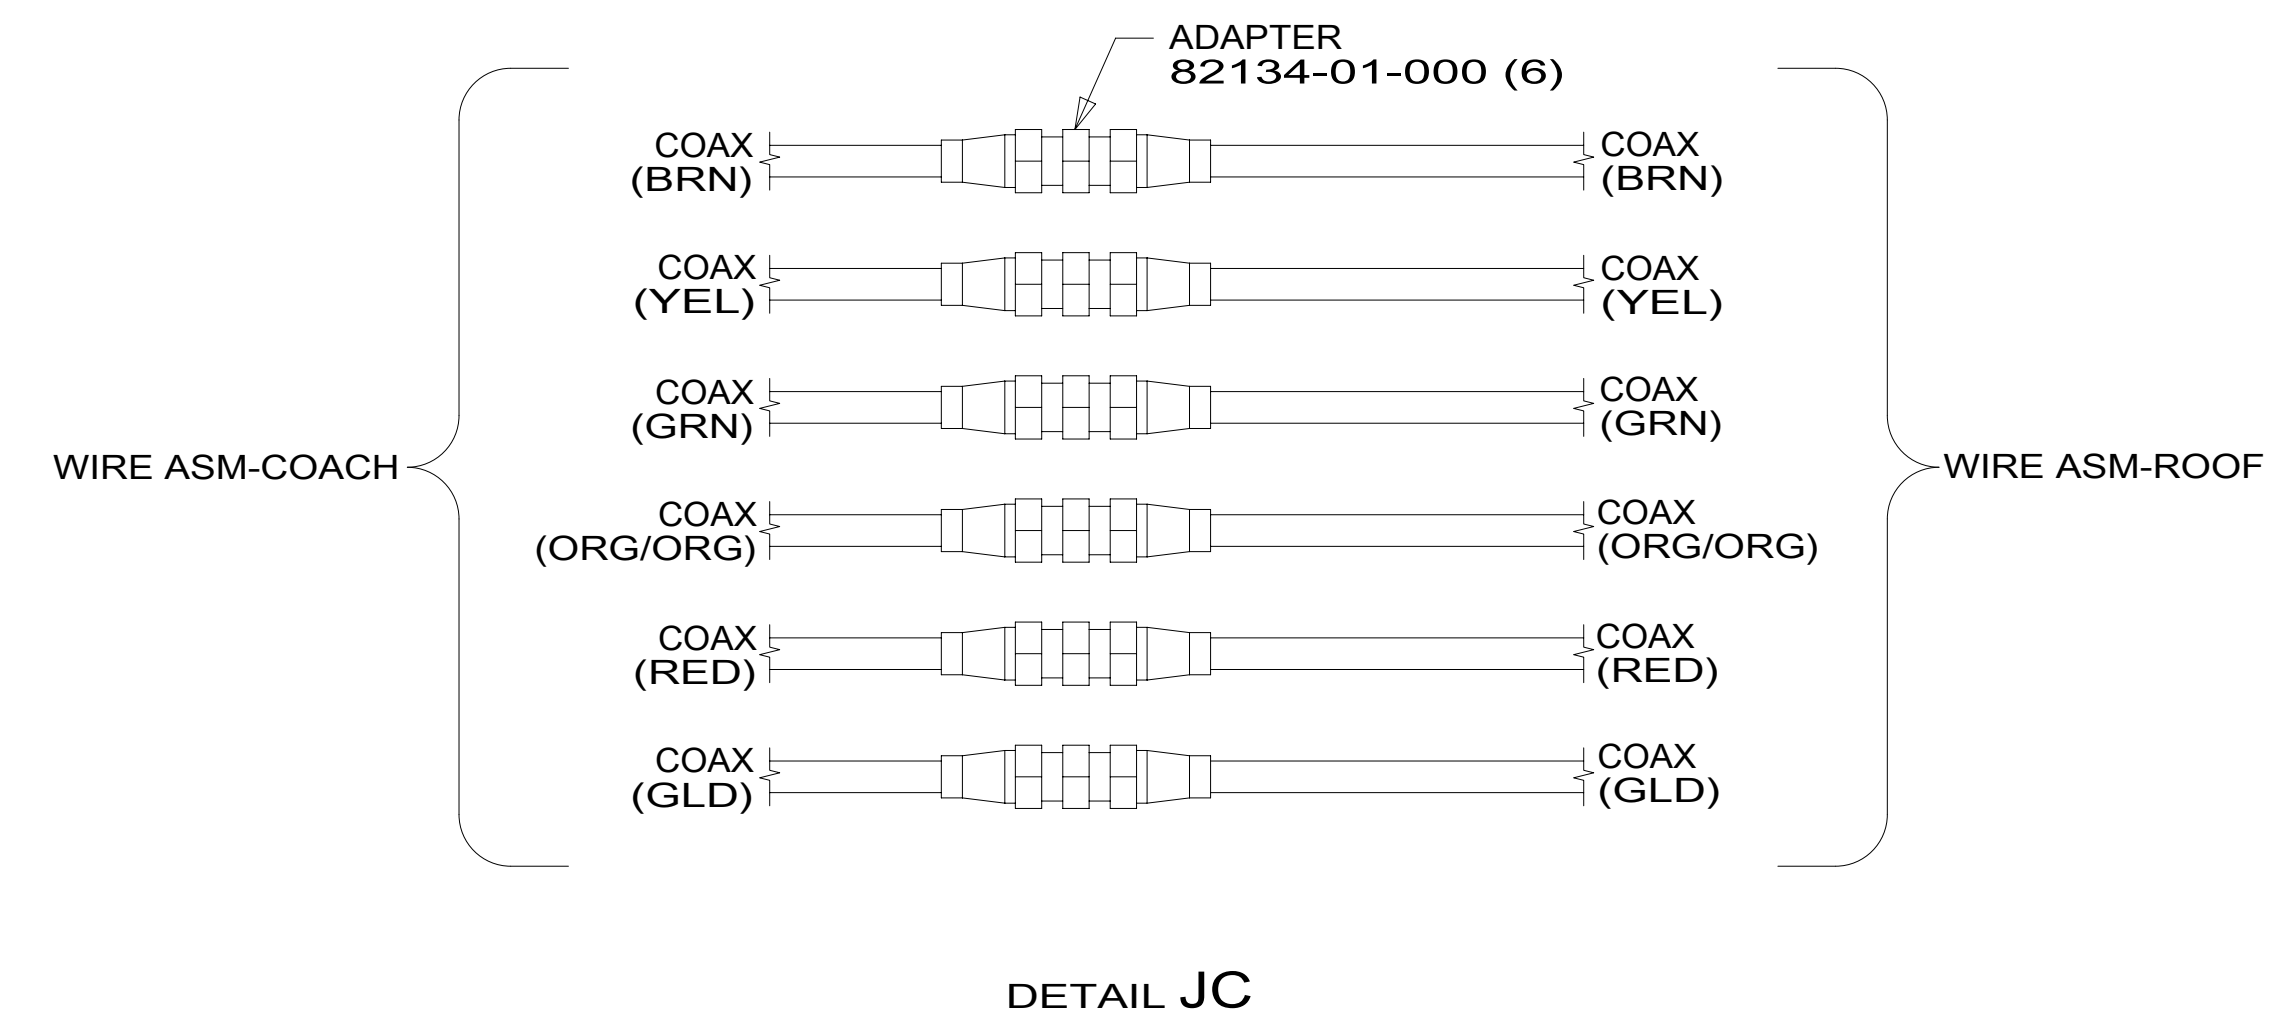 ADAPTER
82134-01-000 (6)
COAX
(BRN)
COAX
(BRN)
COAX
(YEL)
COAX
(YEL)
COAX
(GRN)
COAX
(GRN)
WIRE ASM-COACH
WIRE ASM-ROOF
COAX
(ORG/ORG)
COAX
(ORG/ORG)
COAX
(RED)
COAX
(RED)
COAX
(GLD)
COAX
(GLD)
DETAIL JC